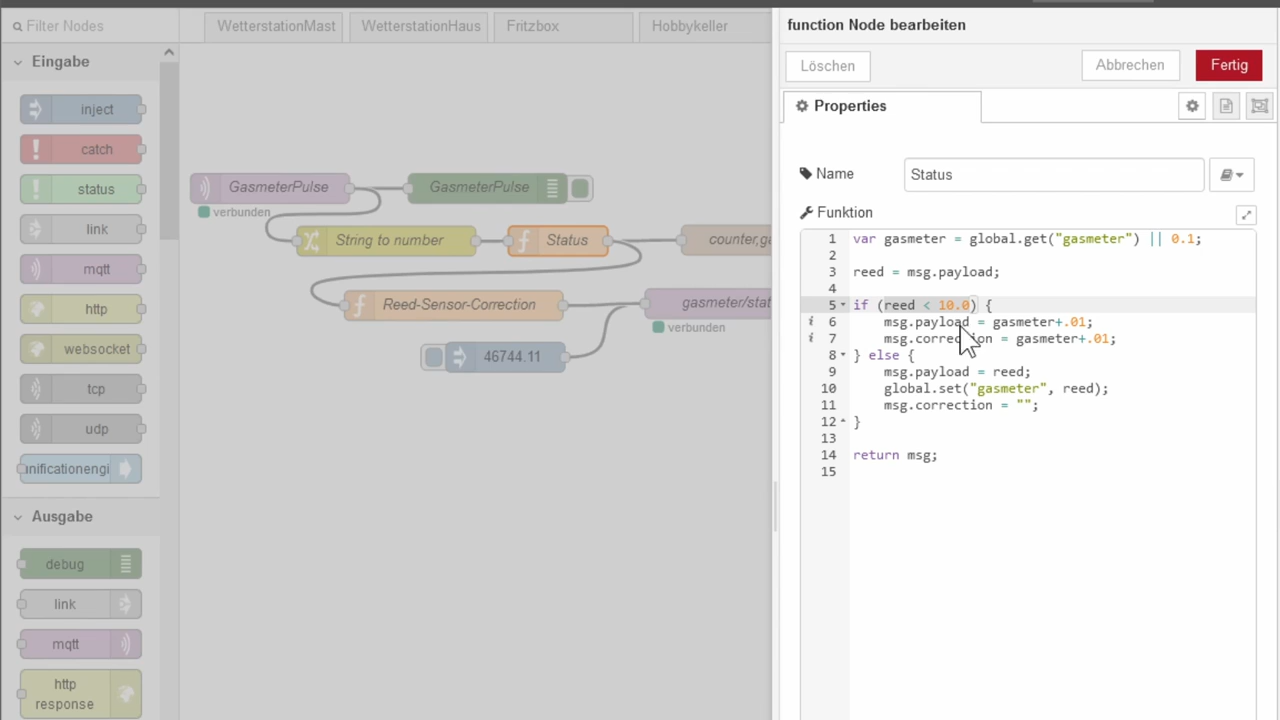 Filter Nodes
WetterstationMast
WetterstationHaus
Fritzbox
Hobbykeller
Eingabe
inject
catch
status
link
mqtt
http
websocket
tcp
udp
unificationengi
Ausgabe
debug
link
mqtt
http
response
GasmeterPulse
verbunden
GasmeterPulse
String to number
Status
counter,ga
Reed-Sensor-Correction
gasmeter/stat
verbunden
46744.11
function Node bearbeiten
Löschen
Abbrechen
Fertig
Properties
Name
Status
Funktion
1 var gasmeter = global.get("gasmeter") || 0.1;
2
3 reed = msg.payload;
4
5 if (reed < 10.0) {
i 6 msg.payload = gasmeter+.01;
i 7 msg.correction = gasmeter+.01;
8 } else {
9 msg.payload = reed;
10 global.set("gasmeter", reed);
11 msg.correction = "";
12 }
13
14 return msg;
15